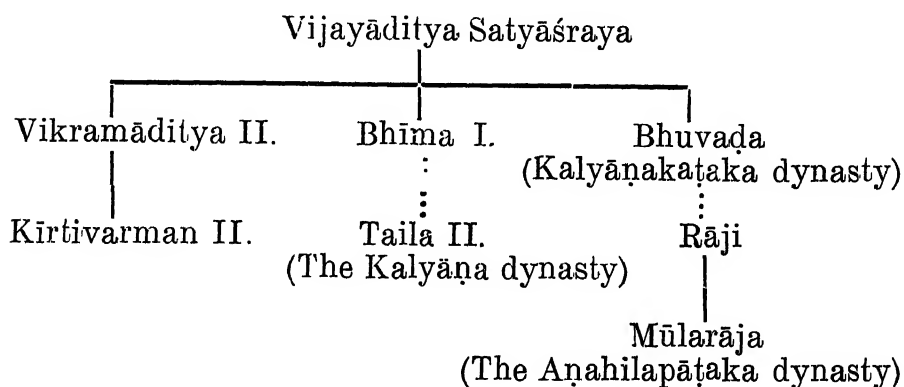 Vijayāditya Satyāśraya
Vikramāditya II. Bhīma I. Bhuvaḍa
(Kalyāṇakaṭaka dynasty)
Kīrtivarman II. Taila II. Rāji
(The Kalyāṇa dynasty)
Mūlarāja
(The Aṇahilapāṭaka dynasty)